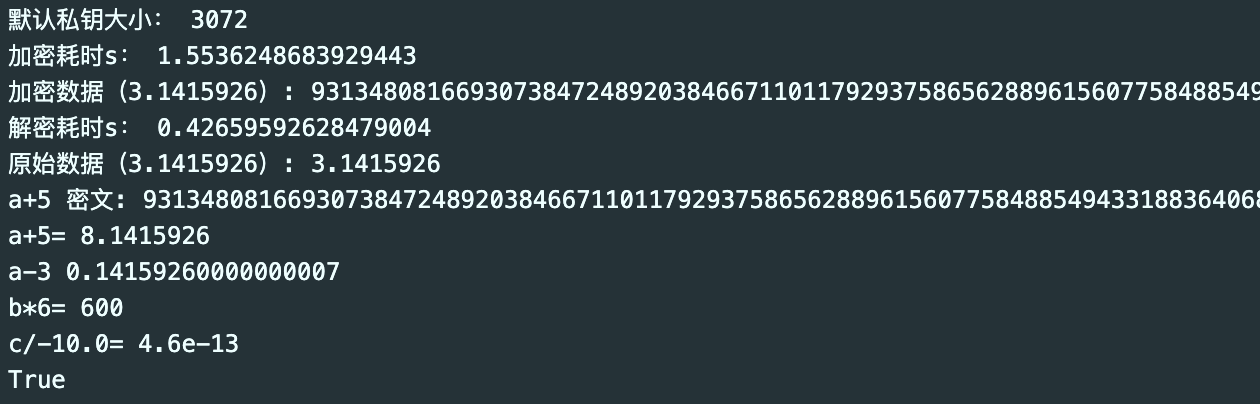 默认私钥大小： 3072
加密耗时s： 1.5536248683929443
加密数据（3.1415926）: 931348081669307384724892038466711011792937586562889615607758488549
解密耗时s： 0.42659592628479004
原始数据（3.1415926）: 3.1415926
a+5 密文: 931348081669307384724892038466711011792937586562889615607758488549433188364068
a+5= 8.1415926
a-3 0.14159260000000007
b*6= 600
c/-10.0= 4.6e-13
True